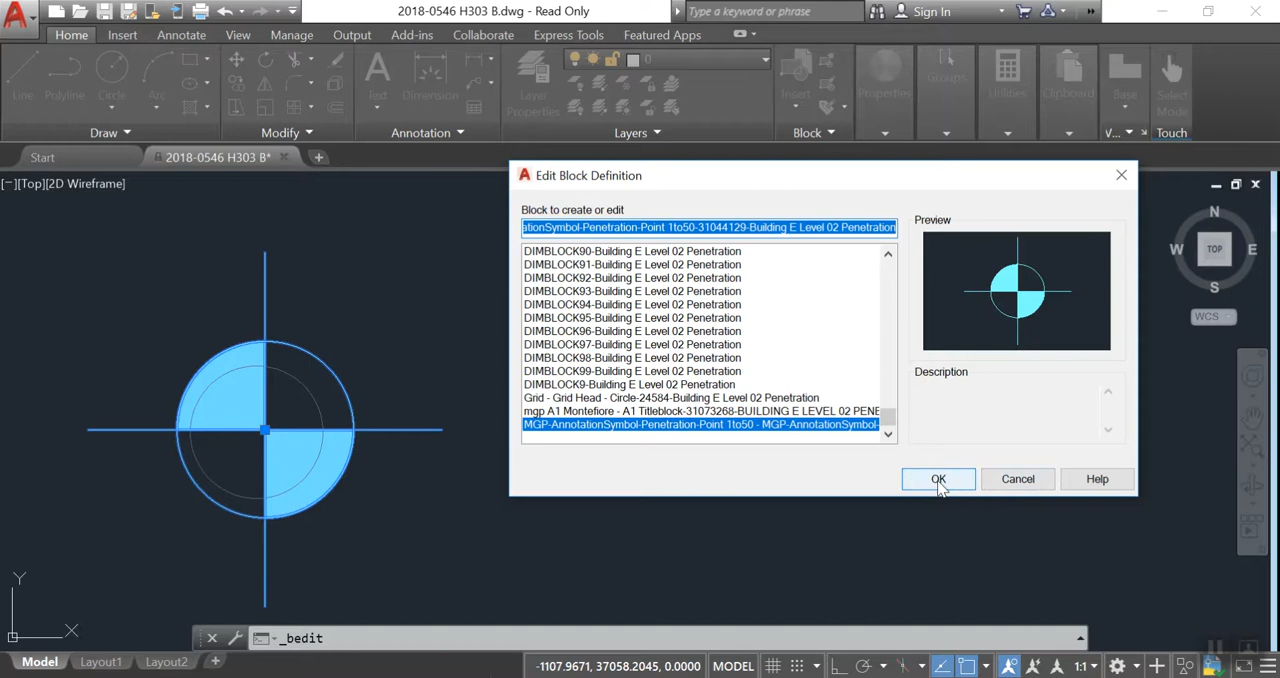 2018-0546 H303 B.dwg - Read Only
Type a keyword or phrase
Sign In
Home Insert Annotate View Manage Output Add-ins Collaborate Express Tools Featured Apps
Line Polyline Circle Arc
Text Dimension
Layer Properties
0
Insert
Properties
Groups
Utilities
Clipboard
Base
Select Mode
Draw Modify Annotation Layers Block V... Touch
Start
2018-0546 H303 B*
[−][Top][2D Wireframe]
Edit Block Definition
Block to create or edit
ationSymbol-Penetration-Point 1to50-31044129-Building E Level 02 Penetration
DIMBLOCK90-Building E Level 02 Penetration
DIMBLOCK91-Building E Level 02 Penetration
DIMBLOCK92-Building E Level 02 Penetration
DIMBLOCK93-Building E Level 02 Penetration
DIMBLOCK94-Building E Level 02 Penetration
DIMBLOCK95-Building E Level 02 Penetration
DIMBLOCK96-Building E Level 02 Penetration
DIMBLOCK97-Building E Level 02 Penetration
DIMBLOCK98-Building E Level 02 Penetration
DIMBLOCK99-Building E Level 02 Penetration
DIMBLOCK9-Building E Level 02 Penetration
Grid - Grid Head - Circle-24584-Building E Level 02 Penetration
mgp A1 Montefiore - A1 Titleblock-31073268-BUILDING E LEVEL 02 PENE
MGP-AnnotationSymbol-Penetration-Point 1to50 - MGP-AnnotationSymbol-
Preview
Description
OK Cancel Help
N
W TOP E
S
WCS
Y
X
_bedit
Model Layout1 Layout2
-1107.9671, 37058.2045, 0.0000 MODEL 1:1